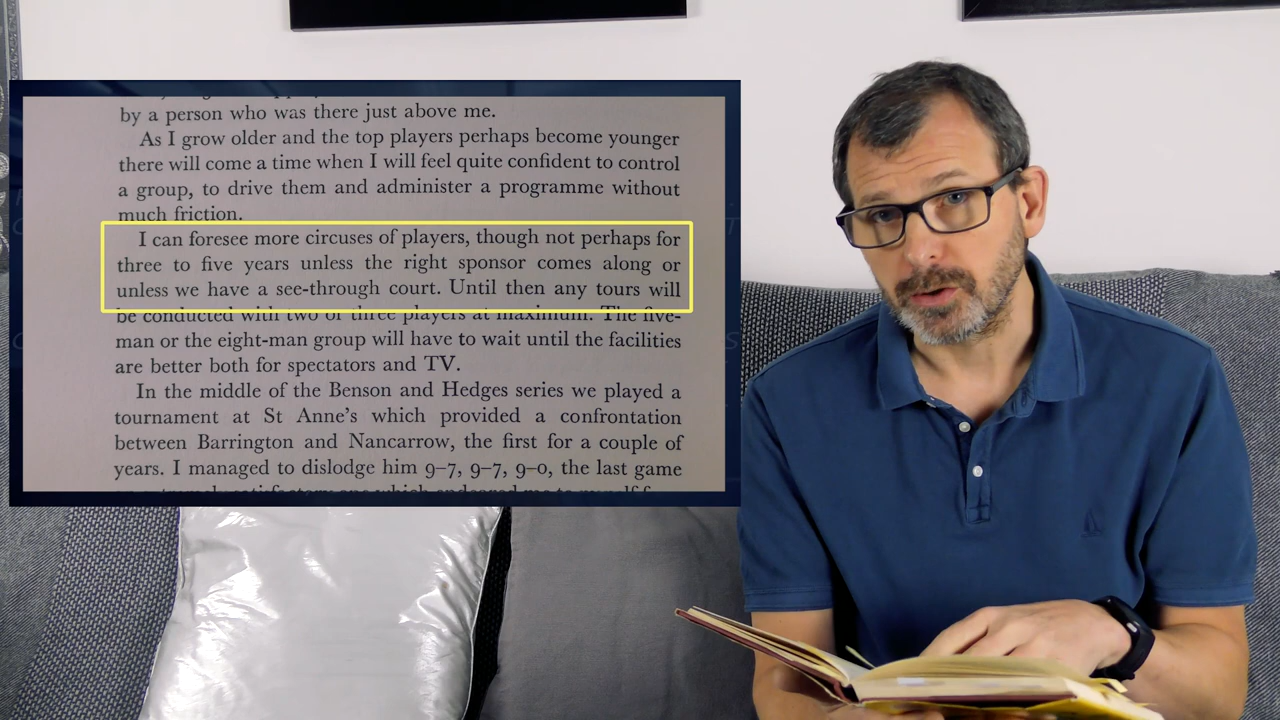 by a person who was there just above me.
As I grow older and the top players perhaps become younger
there will come a time when I will feel quite confident to control
a group, to drive them and administer a programme without
much friction.
I can foresee more circuses of players, though not perhaps for
three to five years unless the right sponsor comes along or
unless we have a see-through court. Until then any tours will
be conducted with two or three players at maximum. The five-
man or the eight-man group will have to wait until the facilities
are better both for spectators and TV.
In the middle of the Benson and Hedges series we played a
tournament at St Anne's which provided a confrontation
between Barrington and Nancarrow, the first for a couple of
years. I managed to dislodge him 9–7, 9–7, 9–0, the last game